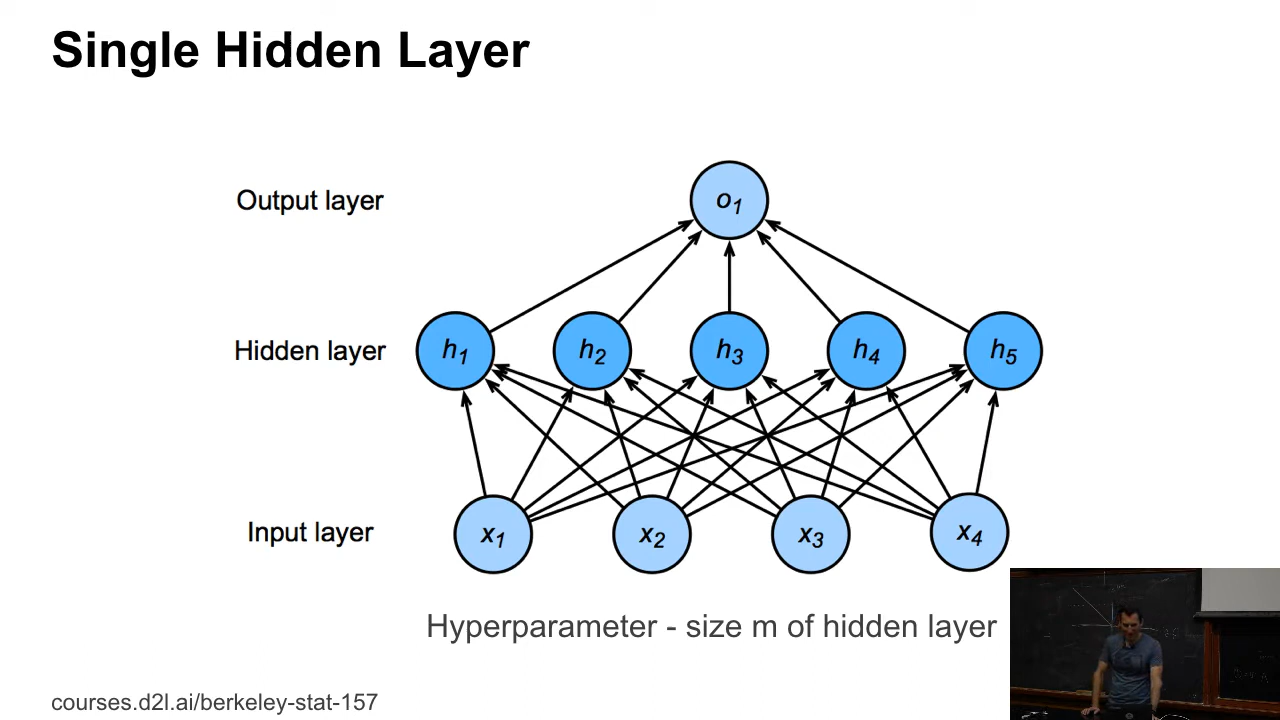 Single Hidden Layer
Output layer
o1
Hidden layer
h1 h2 h3 h4 h5
Input layer
x1 x2 x3 x4
Hyperparameter - size m of hidden layer
courses.d2l.ai/berkeley-stat-157